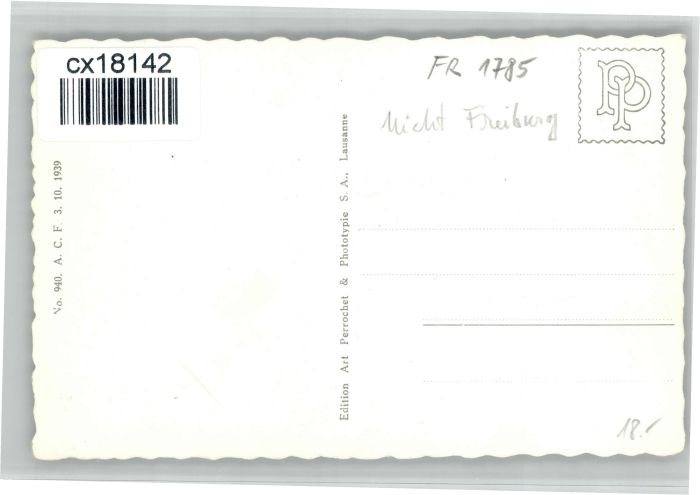 cx18142
FR 1785
Nicht Freiburg
PP
No. 940. A. C. F. 3. 10. 1939
Edition Art Perrochet & Phototypie S. A., Lausanne
18.-